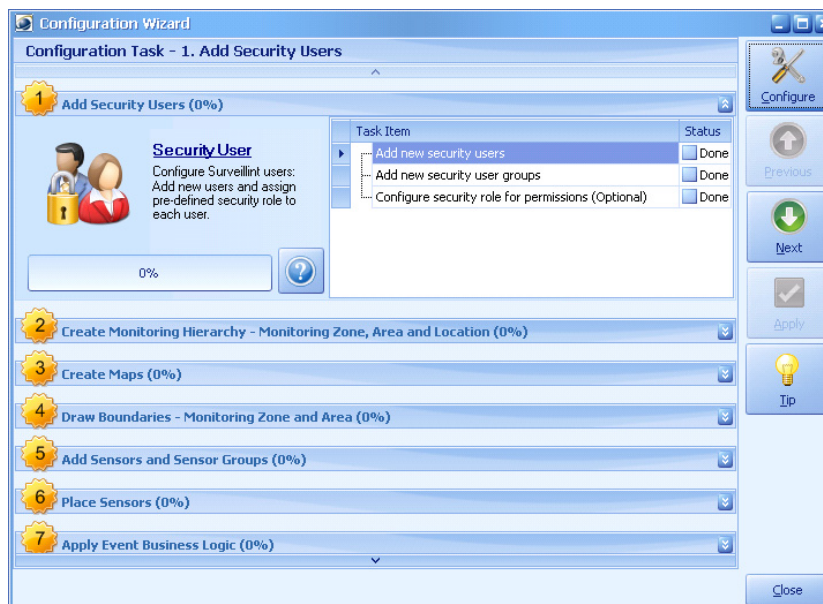 Configuration Wizard
Configuration Task - 1. Add Security Users
1
Add Security Users (0%)
Security User
Configure Surveillint users:
Add new users and assign
pre-defined security role to
each user.
0%
Task Item Status
Add new security users Done
Add new security user groups Done
Configure security role for permissions (Optional) Done
2
Create Monitoring Hierarchy - Monitoring Zone, Area and Location (0%)
3
Create Maps (0%)
4
Draw Boundaries - Monitoring Zone and Area (0%)
5
Add Sensors and Sensor Groups (0%)
6
Place Sensors (0%)
7
Apply Event Business Logic (0%)
Configure
Previous
Next
Apply
Tip
Close